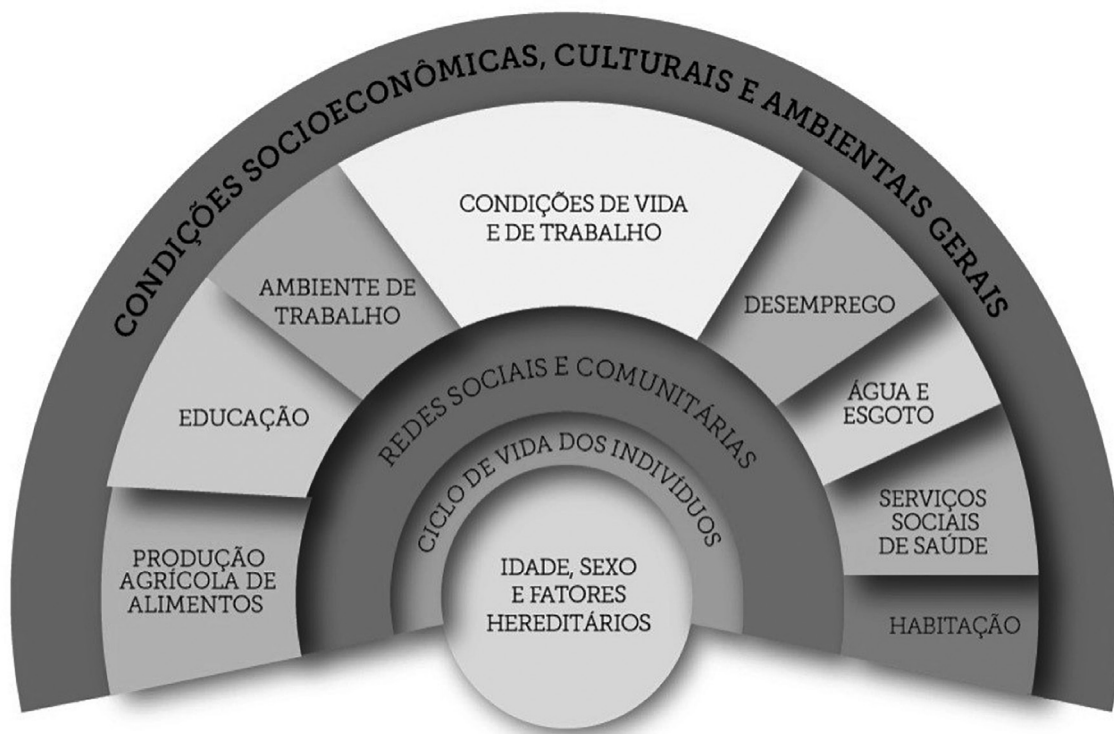 CONDIÇÕES SOCIOECONÔMICAS, CULTURAIS E AMBIENTAIS GERAIS
CONDIÇÕES DE VIDA
E DE TRABALHO
AMBIENTE DE
TRABALHO
DESEMPREGO
EDUCAÇÃO
ÁGUA E
ESGOTO
PRODUÇÃO
AGRÍCOLA DE
ALIMENTOS
SERVIÇOS
SOCIAIS
DE SAÚDE
HABITAÇÃO
REDES SOCIAIS E COMUNITÁRIAS
CICLO DE VIDA DOS INDIVÍDUOS
IDADE, SEXO
E FATORES
HEREDITÁRIOS